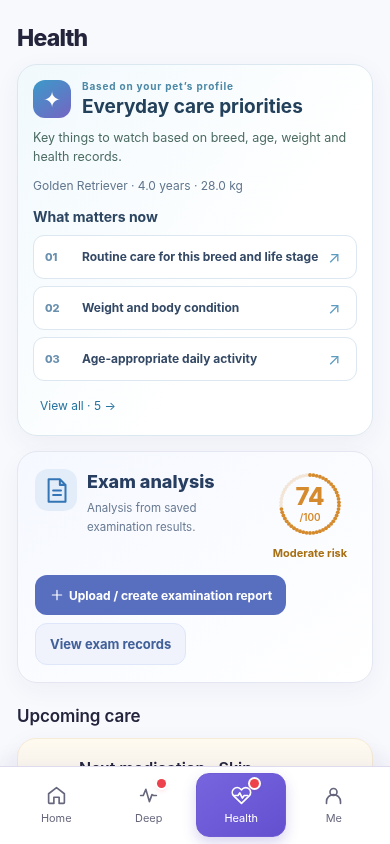 Health
Based on your pet's profile
Everyday care priorities
Key things to watch based on breed, age, weight and
health records.
Golden Retriever · 4.0 years · 28.0 kg
What matters now
01 Routine care for this breed and life stage
02 Weight and body condition
03 Age-appropriate daily activity
View all · 5 →
Exam analysis
Analysis from saved
examination results.
74
/100
Moderate risk
+ Upload / create examination report
View exam records
Upcoming care
Next medication · Skin
Home
Deep
Health
Me